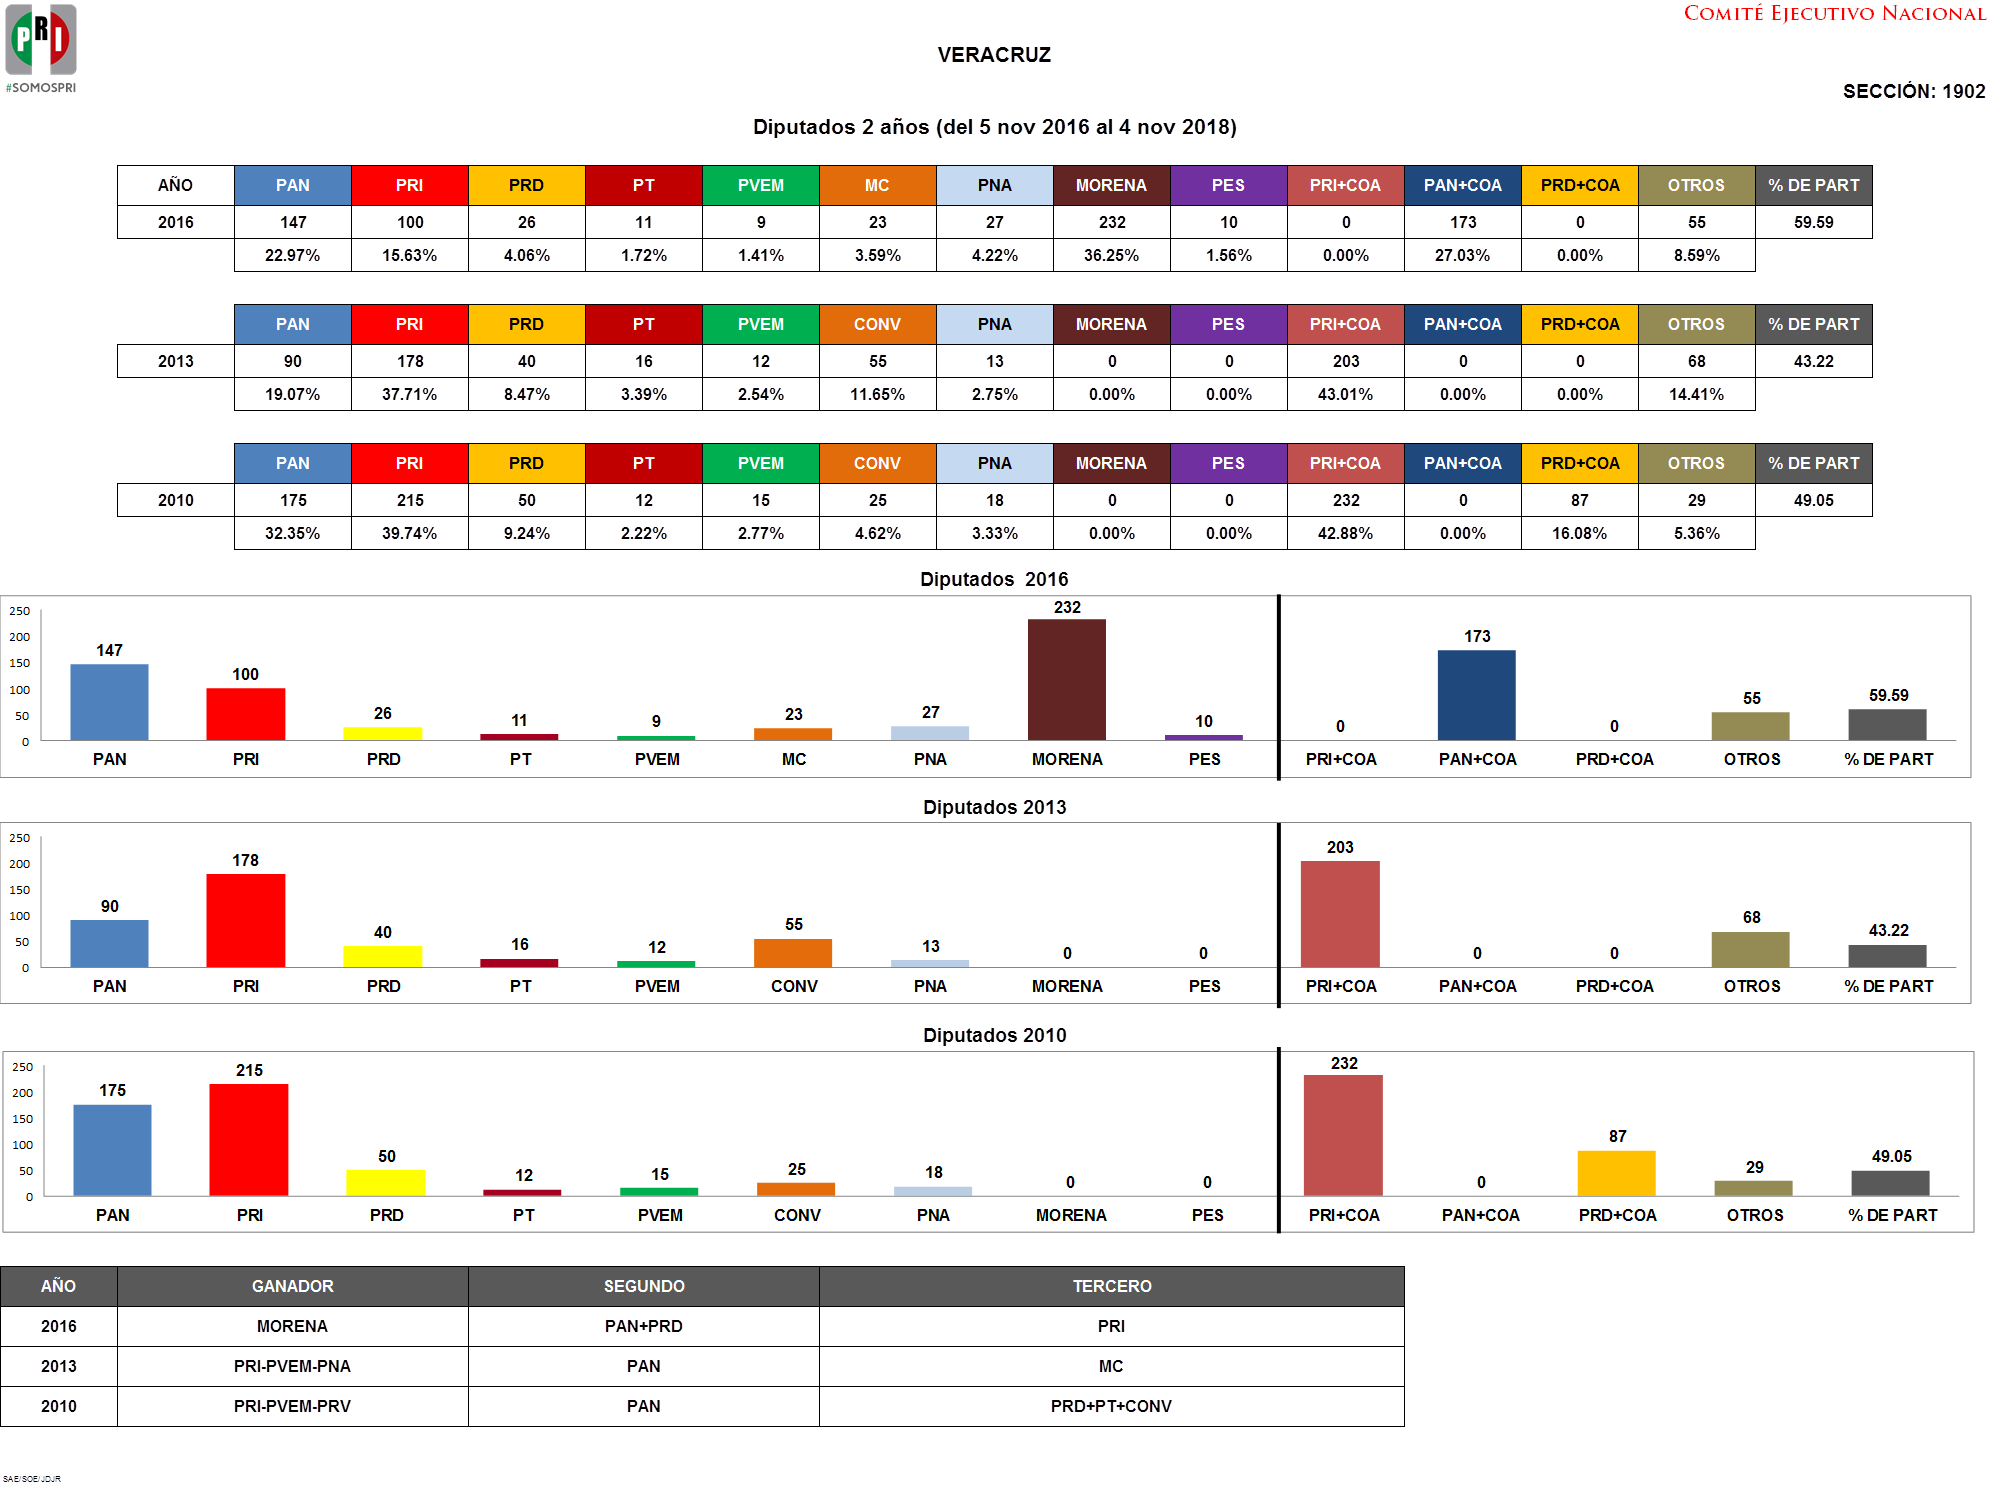 PRI
#SOMOSPRI
COMITÉ EJECUTIVO NACIONAL
VERACRUZ
SECCIÓN: 1902
Diputados 2 años (del 5 nov 2016 al 4 nov 2018)
AÑO PAN PRI PRD PT PVEM MC PNA MORENA PES PRI+COA PAN+COA PRD+COA OTROS % DE PART
2016 147 100 26 11 9 23 27 232 10 0 173 0 55 59.59
22.97% 15.63% 4.06% 1.72% 1.41% 3.59% 4.22% 36.25% 1.56% 0.00% 27.03% 0.00% 8.59%
PAN PRI PRD PT PVEM CONV PNA MORENA PES PRI+COA PAN+COA PRD+COA OTROS % DE PART
2013 90 178 40 16 12 55 13 0 0 203 0 0 68 43.22
19.07% 37.71% 8.47% 3.39% 2.54% 11.65% 2.75% 0.00% 0.00% 43.01% 0.00% 0.00% 14.41%
PAN PRI PRD PT PVEM CONV PNA MORENA PES PRI+COA PAN+COA PRD+COA OTROS % DE PART
2010 175 215 50 12 15 25 18 0 0 232 0 87 29 49.05
32.35% 39.74% 9.24% 2.22% 2.77% 4.62% 3.33% 0.00% 0.00% 42.88% 0.00% 16.08% 5.36%
Diputados 2016
250
200
150
100
50
0
147 100 26 11 9 23 27 232 10 0 173 0 55 59.59
PAN PRI PRD PT PVEM MC PNA MORENA PES PRI+COA PAN+COA PRD+COA OTROS % DE PART
Diputados 2013
250
200
150
100
50
0
90 178 40 16 12 55 13 0 0 203 0 0 68 43.22
PAN PRI PRD PT PVEM CONV PNA MORENA PES PRI+COA PAN+COA PRD+COA OTROS % DE PART
Diputados 2010
250
200
150
100
50
0
175 215 50 12 15 25 18 0 0 232 0 87 29 49.05
PAN PRI PRD PT PVEM CONV PNA MORENA PES PRI+COA PAN+COA PRD+COA OTROS % DE PART
AÑO GANADOR SEGUNDO TERCERO
2016 MORENA PAN+PRD PRI
2013 PRI-PVEM-PNA PAN MC
2010 PRI-PVEM-PRV PAN PRD+PT+CONV
SAE/SOE/JDJR